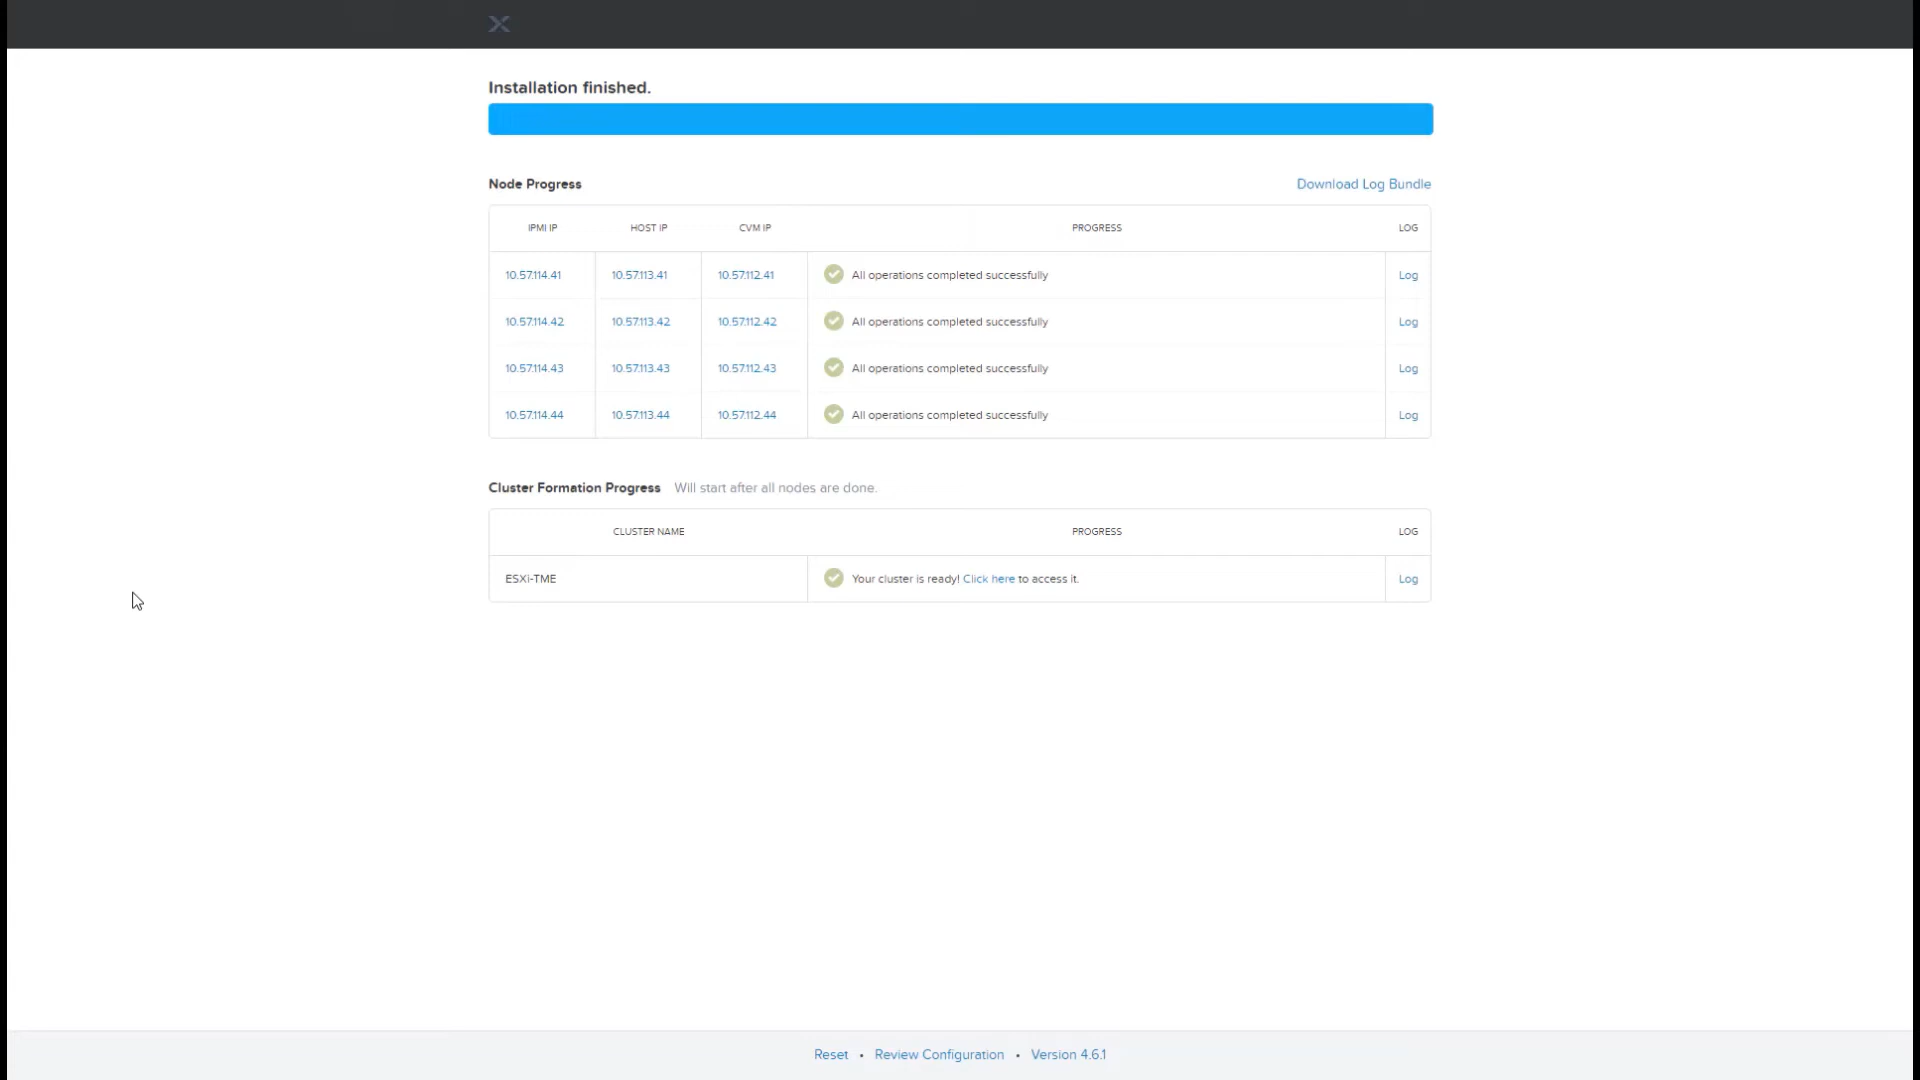 Installation finished.
Node Progress Download Log Bundle
IPMI IP HOST IP CVM IP PROGRESS LOG
10.57.114.41 10.57.113.41 10.57.112.41 All operations completed successfully Log
10.57.114.42 10.57.113.42 10.57.112.42 All operations completed successfully Log
10.57.114.43 10.57.113.43 10.57.112.43 All operations completed successfully Log
10.57.114.44 10.57.113.44 10.57.112.44 All operations completed successfully Log
Cluster Formation Progress Will start after all nodes are done.
CLUSTER NAME PROGRESS LOG
ESXi-TME Your cluster is ready! Click here to access it. Log
Reset • Review Configuration • Version 4.6.1